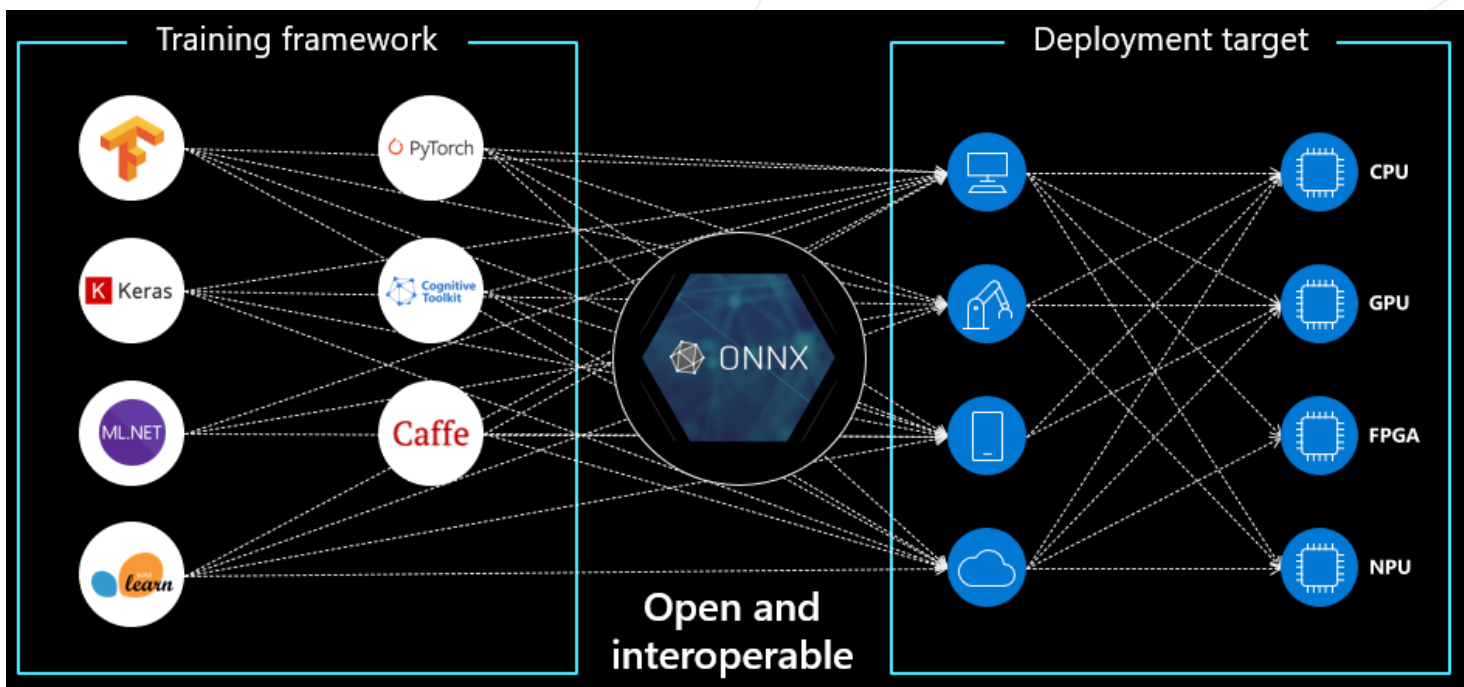 Training framework
Deployment target
PyTorch
K Keras
Cognitive
Toolkit
ML.NET
Caffe
learn
ONNX
CPU
GPU
FPGA
NPU
Open and
interoperable